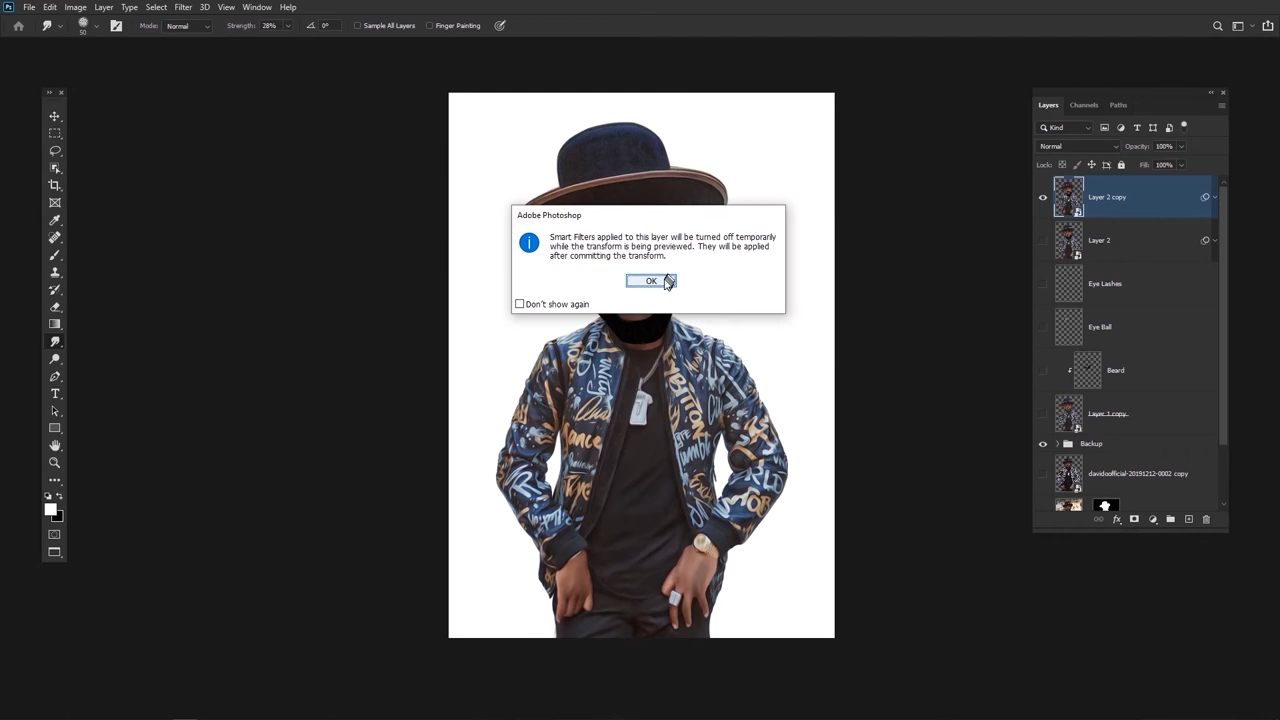 Ps File Edit Image Layer Type Select Filter 3D View Window Help
50 Mode: Normal Strength: 28% 0° Sample All Layers Finger Painting
Layers Channels Paths
Kind
Normal Opacity: 100%
Lock: Fill: 100%
Layer 2 copy
Layer 2
Eye Lashes
Eye Ball
Beard
Layer 1 copy
Backup
davidoofficial-20191212-0002 copy
fx
Adobe Photoshop
Smart Filters applied to this layer will be turned off temporarily
while the transform is being previewed. They will be applied
after committing the transform.
OK
Don't show again
AMBITION